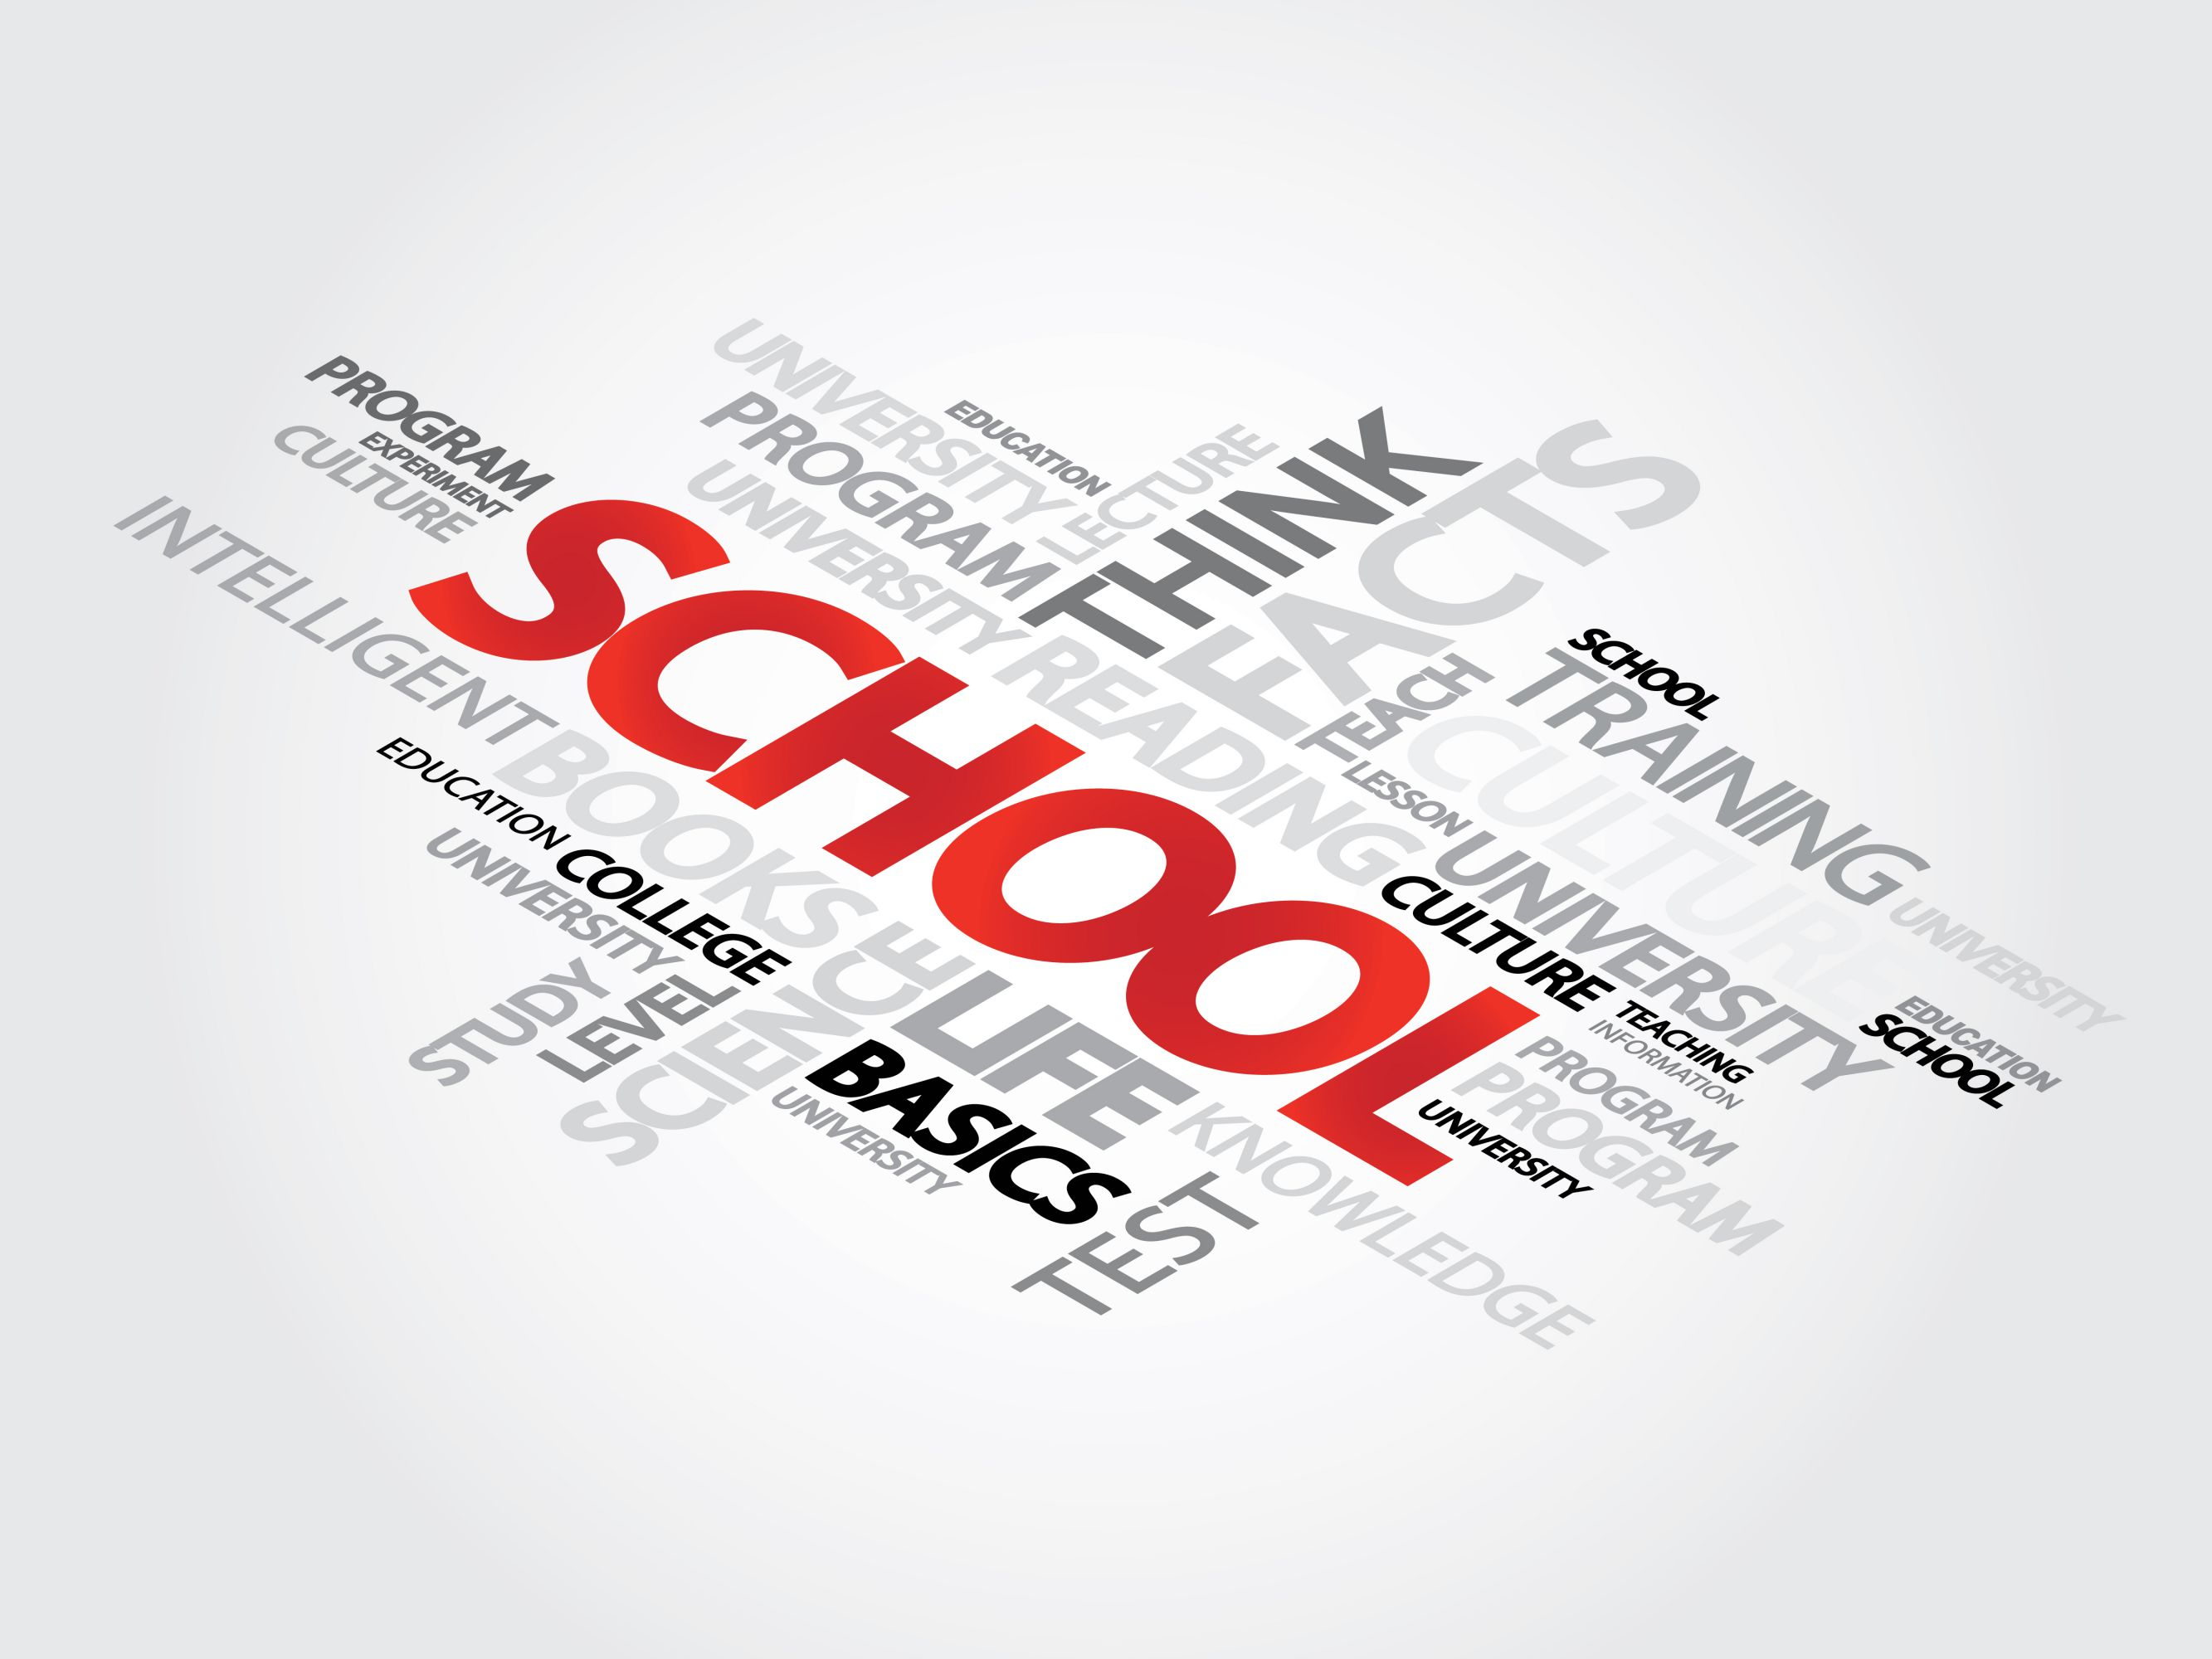 PROGRAM
EXPERIMENT
CULTURE
INTELLIGENT
UNIVERSITY
PROGRAM
UNIVERSITY
EDUCATION
LECTURE
THINK
FACTS
SCHOOL
READING
TEACH
LESSON
SCHOOL
TRAINING
CULTURE
UNIVERSITY
UNIVERSITY
CULTURE
TEACHING
INFORMATION
EDUCATION
SCHOOL
PROGRAM
PROGRAM
UNIVERSITY
BOOKS
EDUCATION
COLLEGE
UNIVERSITY
STUDY
LEVEL
SCIENCE
LIFE
BASICS
UNIVERSITY
KNOWLEDGE
TEST